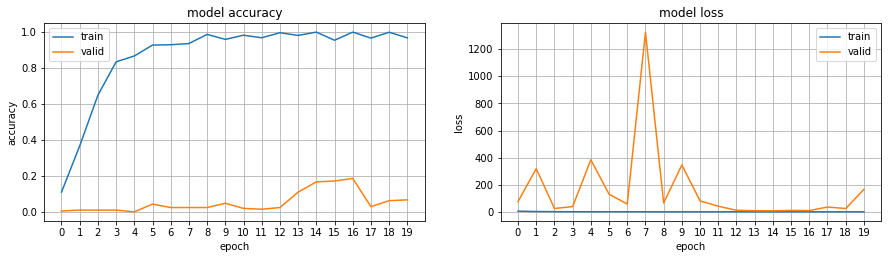 model accuracy
train
valid
1.0
0.8
0.6
0.4
0.2
0.0
accuracy
0 1 2 3 4 5 6 7 8 9 10 11 12 13 14 15 16 17 18 19
epoch
model loss
train
valid
1200
1000
800
600
400
200
0
loss
0 1 2 3 4 5 6 7 8 9 10 11 12 13 14 15 16 17 18 19
epoch